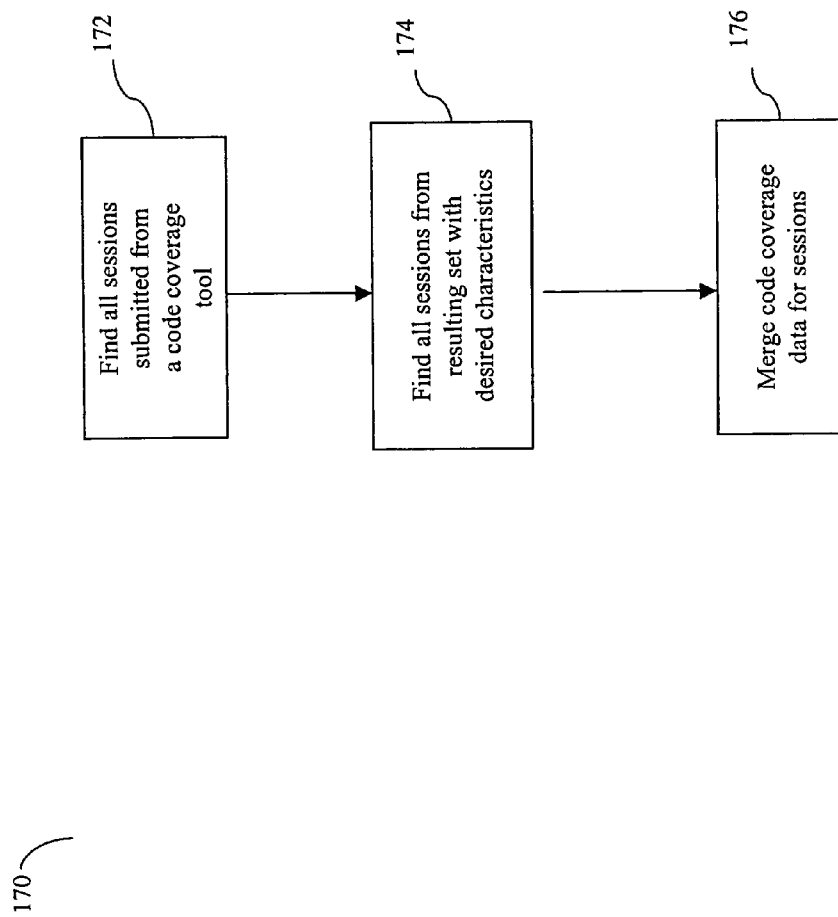 170
172
Find all sessions
submitted from
a code coverage
tool
174
Find all sessions from
resulting set with
desired characteristics
176
Merge code coverage
data for sessions